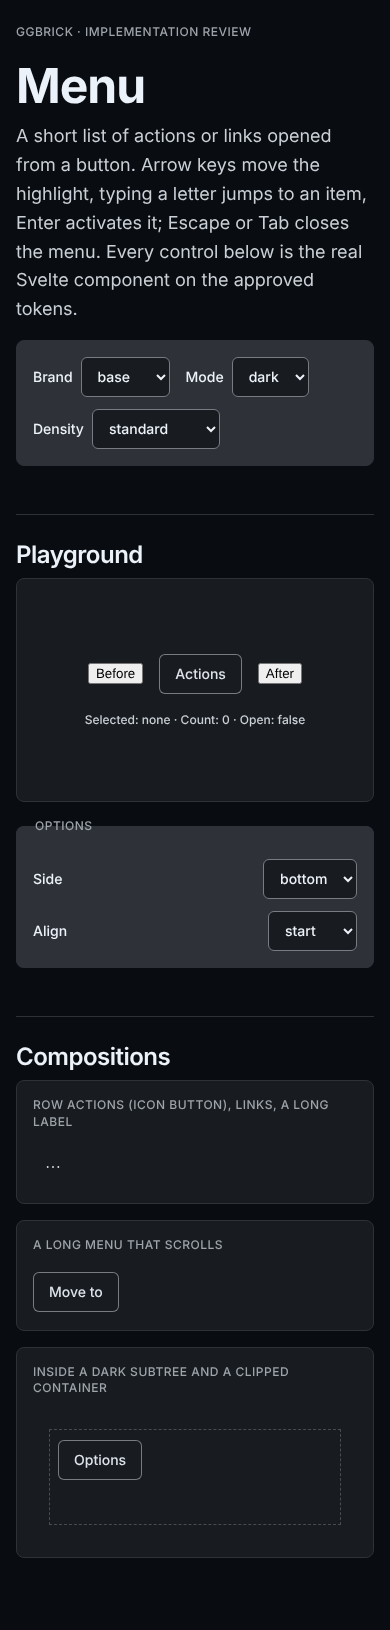 GGBRICK · IMPLEMENTATION REVIEW
Menu
A short list of actions or links opened
from a button. Arrow keys move the
highlight, typing a letter jumps to an item,
Enter activates it; Escape or Tab closes
the menu. Every control below is the real
Svelte component on the approved
tokens.
Brand base Mode dark
Density standard
Playground
Before Actions After
Selected: none · Count: 0 · Open: false
OPTIONS
Side bottom
Align start
Compositions
ROW ACTIONS (ICON BUTTON), LINKS, A LONG
LABEL
…
A LONG MENU THAT SCROLLS
Move to
INSIDE A DARK SUBTREE AND A CLIPPED
CONTAINER
Options